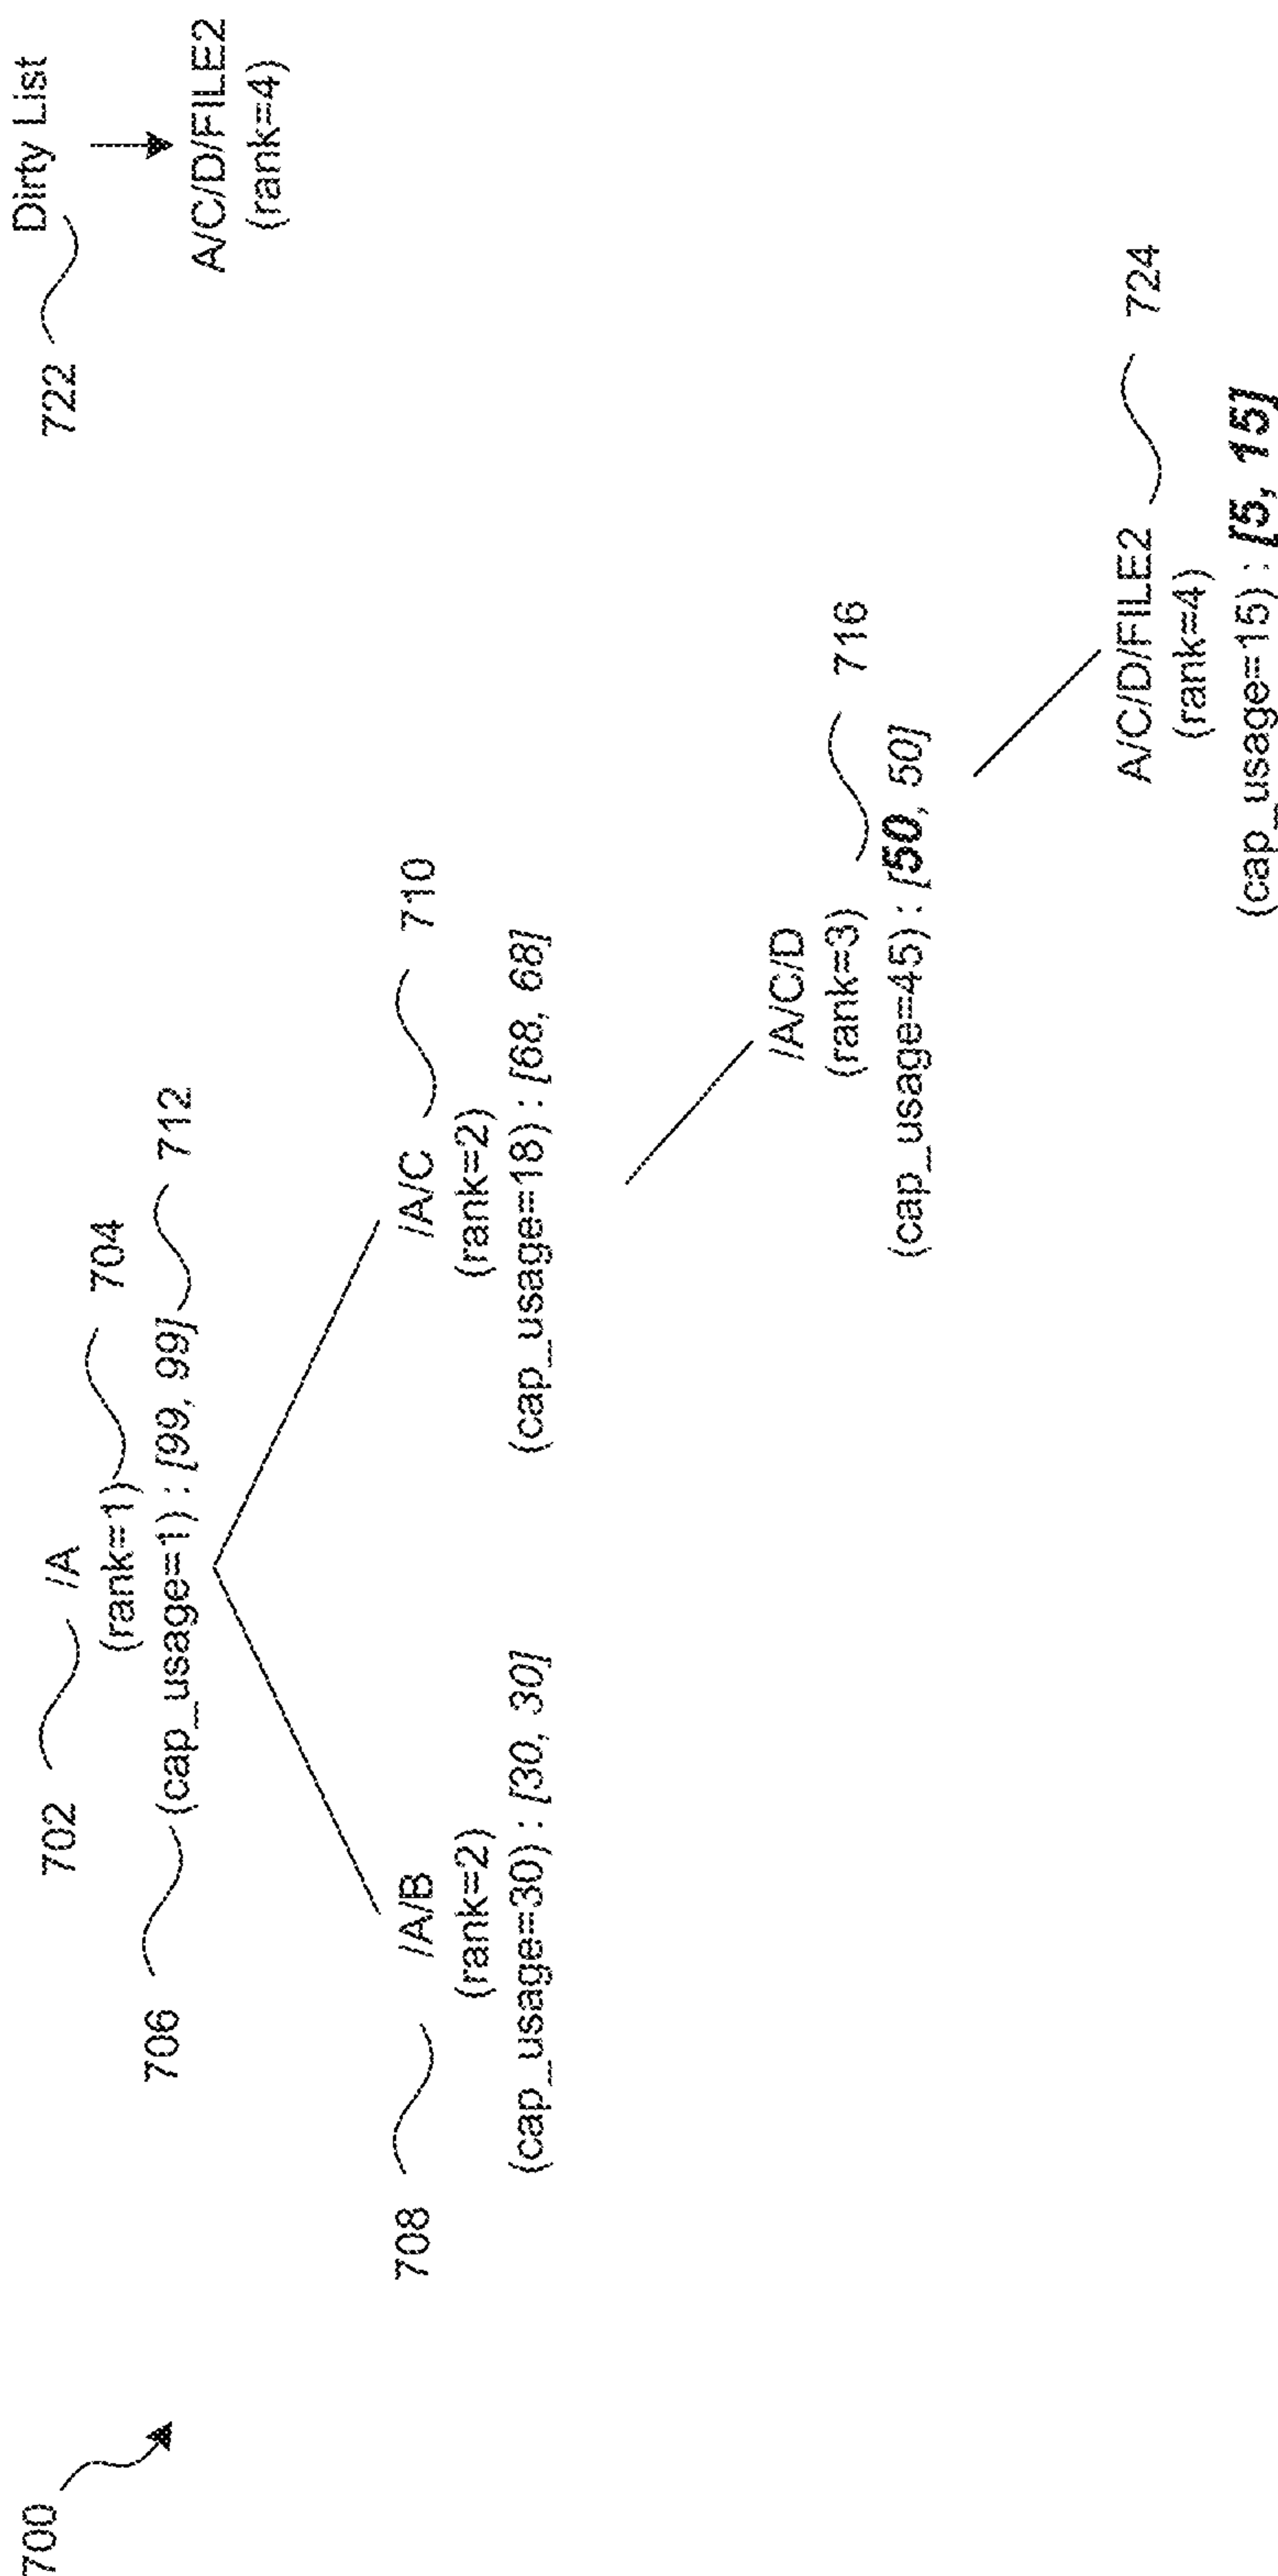 700
702
/A
(rank=1)
704
706
(cap_usage=1) : [99, 99]
712
Dirty List
722
A/C/D/FILE2
(rank=4)
708
/A/B
(rank=2)
(cap_usage=30) : [30, 30]
/A/C
710
(rank=2)
(cap_usage=18) : [68, 68]
/A/C/D
716
(rank=3)
(cap_usage=45) : [50, 50]
A/C/D/FILE2
724
(rank=4)
(cap_usage=15) : [5, 15]